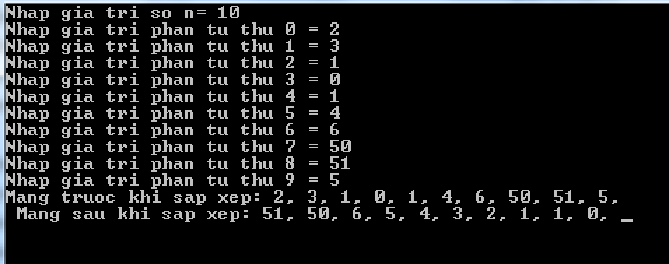 Nhap gia tri so n= 10
Nhap gia tri phan tu thu 0 = 2
Nhap gia tri phan tu thu 1 = 3
Nhap gia tri phan tu thu 2 = 1
Nhap gia tri phan tu thu 3 = 0
Nhap gia tri phan tu thu 4 = 1
Nhap gia tri phan tu thu 5 = 4
Nhap gia tri phan tu thu 6 = 6
Nhap gia tri phan tu thu 7 = 50
Nhap gia tri phan tu thu 8 = 51
Nhap gia tri phan tu thu 9 = 5
Mang truoc khi sap xep: 2, 3, 1, 0, 1, 4, 6, 50, 51, 5,
Mang sau khi sap xep: 51, 50, 6, 5, 4, 3, 2, 1, 1, 0, _